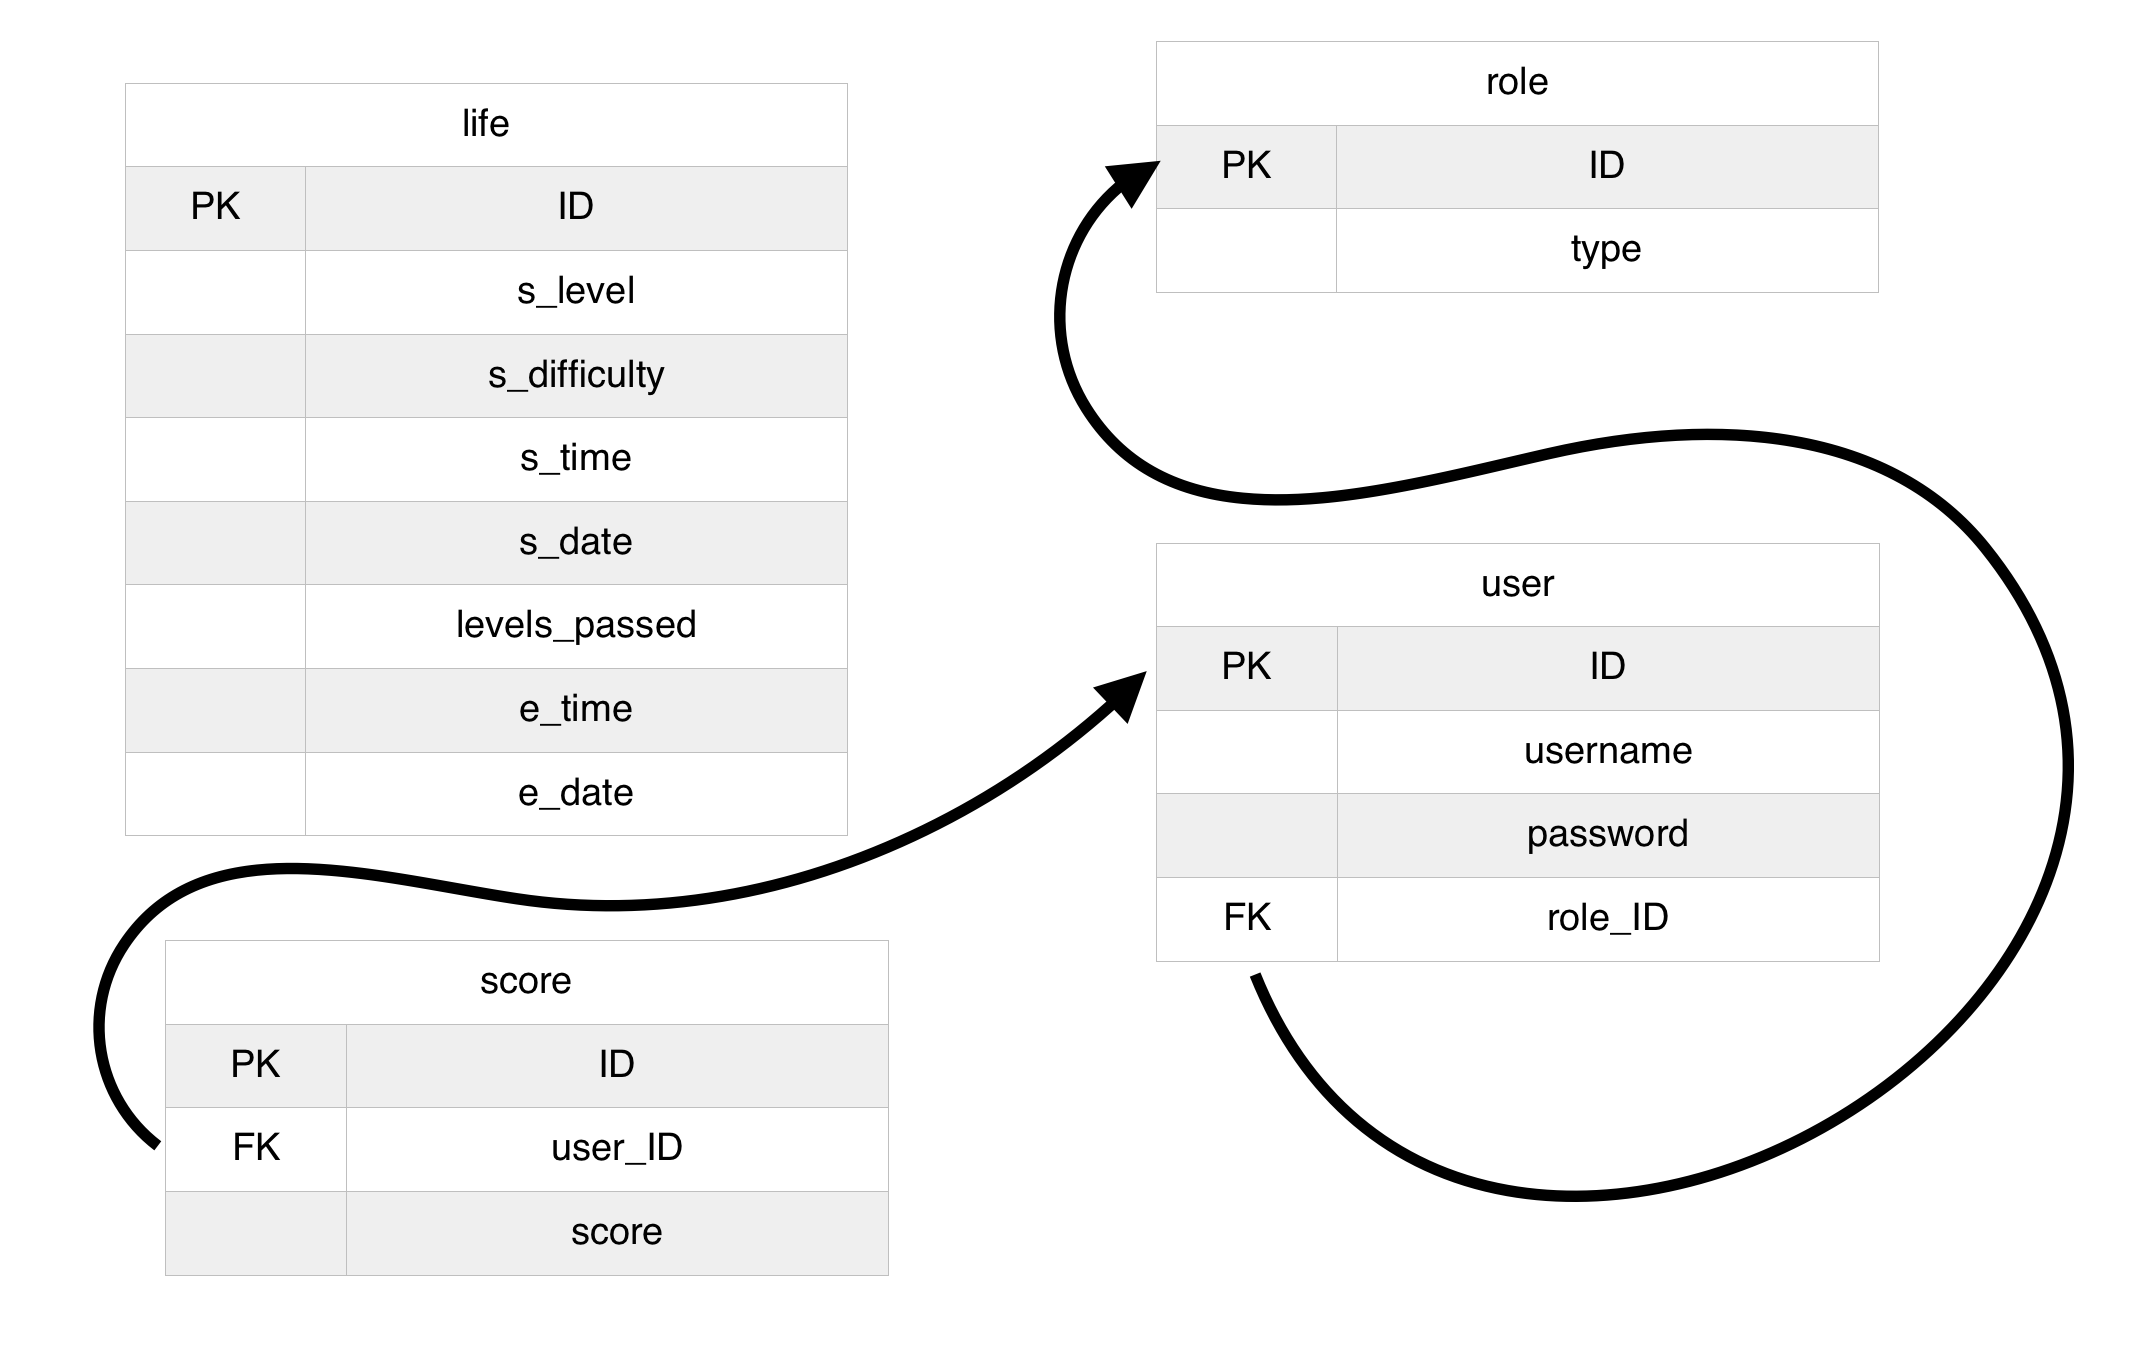 life
PK ID
s_level
s_difficulty
s_time
s_date
levels_passed
e_time
e_date
role
PK ID
type
user
PK ID
username
password
FK role_ID
score
PK ID
FK user_ID
score